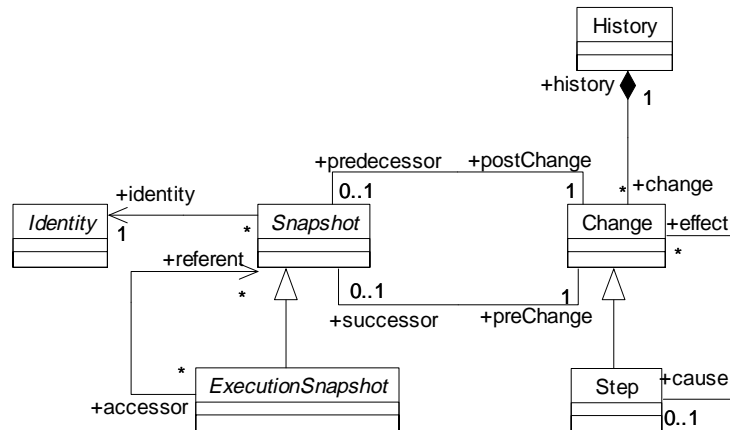 History
+history
1
+predecessor
+postChange
0..1
1
*
+change
+identity
Identity
1
*
Snapshot
Change
+effect
*
+referent
*
0..1
1
+successor
+preChange
*
ExecutionSnapshot
+accessor
Step
+cause
0..1